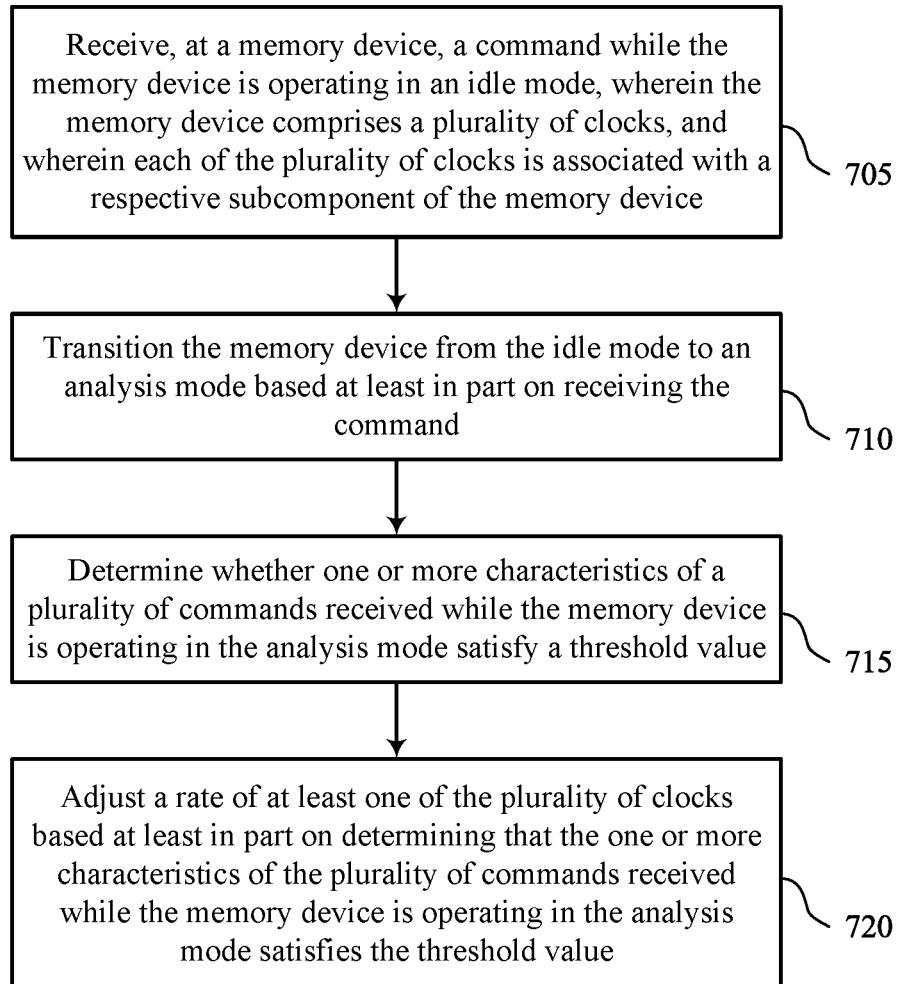 Receive, at a memory device, a command while the
memory device is operating in an idle mode, wherein the
memory device comprises a plurality of clocks, and
wherein each of the plurality of clocks is associated with a
respective subcomponent of the memory device
705
Transition the memory device from the idle mode to an
analysis mode based at least in part on receiving the
command
710
Determine whether one or more characteristics of a
plurality of commands received while the memory device
is operating in the analysis mode satisfy a threshold value
715
Adjust a rate of at least one of the plurality of clocks
based at least in part on determining that the one or more
characteristics of the plurality of commands received
while the memory device is operating in the analysis
mode satisfies the threshold value
720